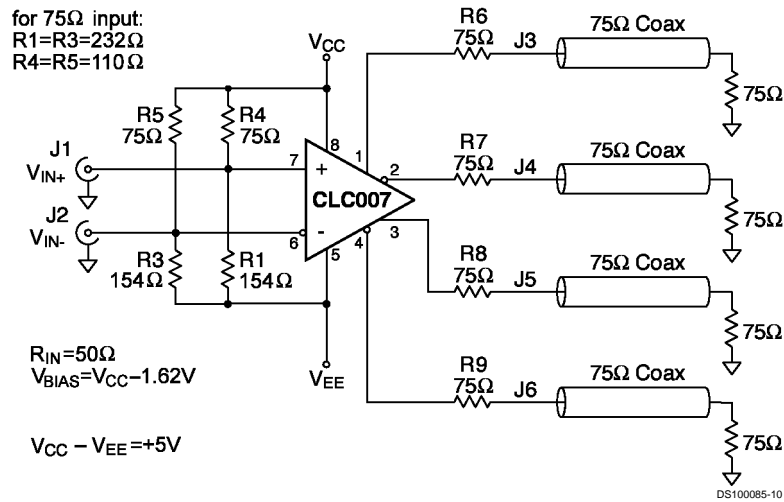 for 75Ω input:
R1=R3=232Ω
R4=R5=110Ω
VCC
R5
75Ω
R4
75Ω
J1
VIN+
J2
VIN-
R3
154Ω
R1
154Ω
7
+
8
1
2
CLC007
6
-
5
4
3
VEE
RIN=50Ω
VBIAS=VCC–1.62V
VCC – VEE=+5V
R6
75Ω
J3
75Ω Coax
75Ω
R7
75Ω
J4
75Ω Coax
75Ω
R8
75Ω
J5
75Ω Coax
75Ω
R9
75Ω
J6
75Ω Coax
75Ω
DS100085-10